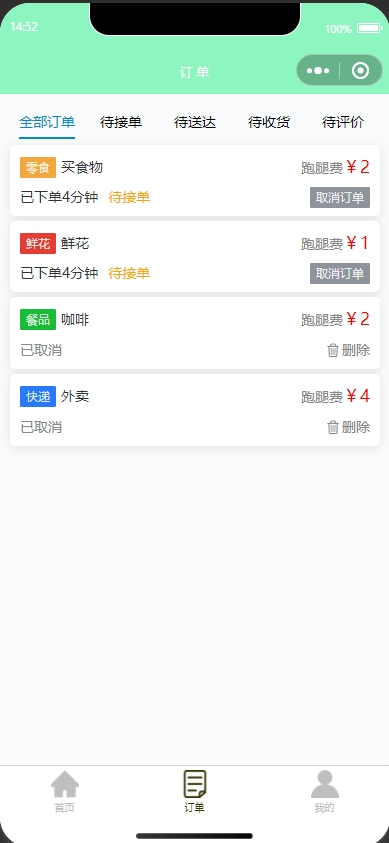 14:52 100%
订单
全部订单 待接单 待送达 待收货 待评价
零食 买食物 跑腿费 ¥2
已下单4分钟 待接单 取消订单
鲜花 鲜花 跑腿费 ¥1
已下单4分钟 待接单 取消订单
餐品 咖啡 跑腿费 ¥2
已取消 删除
快递 外卖 跑腿费 ¥4
已取消 删除
首页 订单 我的